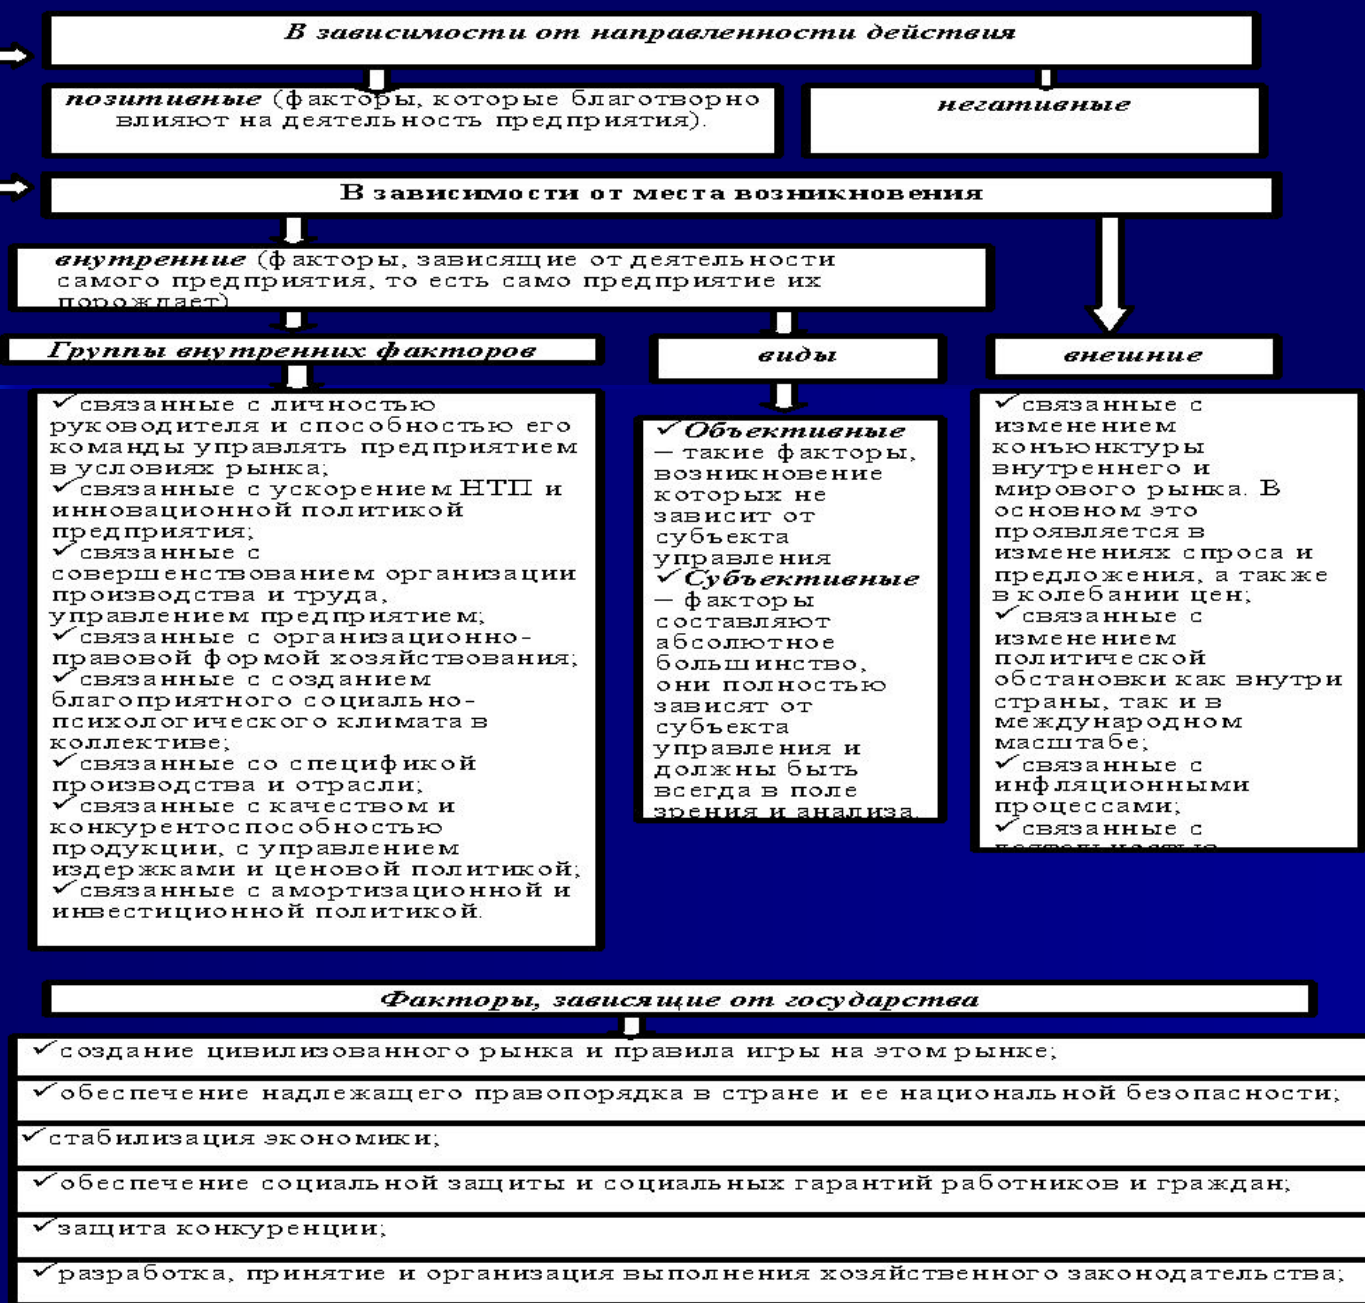 В зависимости от направленности действия
позитивные (факторы, которые благотворно
влияют на деятельность предприятия).
негативные
В зависимости от места возникновения
внутренние (факторы, зависящие от деятельности
самого предприятия, то есть само предприятие их
порождает)
Группы внутренних факторов
✓связанные с личностью
руководителя и способностью его
команды управлять предприятием
в условиях рынка;
✓связанные с ускорением НТП и
инновационной политикой
предприятия;
✓связанные с
совершенствованием организации
производства и труда,
управлением предприятием;
✓связанные с организационно-
правовой формой хозяйствования;
✓связанные с созданием
благоприятного социально-
психологического климата в
коллективе;
✓связанные со спецификой
производства и отрасли;
✓связанные с качеством и
конкурентоспособностью
продукции, с управлением
издержками и ценовой политикой;
✓связанные с амортизационной и
инвестиционной политикой.
виды
✓Объективные
– такие факторы,
возникновение
которых не
зависит от
субъекта
управления
✓Субъективные
– факторы
составляют
абсолютное
большинство,
они полностью
зависят от
субъекта
управления и
должны быть
всегда в поле
зрения и анализа.
внешние
✓связанные с
изменением
конъюнктуры
внутреннего и
мирового рынка. В
основном это
проявляется в
изменениях спроса и
предложения, а также
в колебании цен;
✓связанные с
изменением
политической
обстановки как внутри
страны, так и в
международном
масштабе;
✓связанные с
инфляционными
процессами;
✓связанные с
Факторы, зависящие от государства
✓создание цивилизованного рынка и правила игры на этом рынке;
✓обеспечение надлежащего правопорядка в стране и ее национальной безопасности;
✓стабилизация экономики;
✓обеспечение социальной защиты и социальных гарантий работников и граждан;
✓защита конкуренции;
✓разработка, принятие и организация выполнения хозяйственного законодательства;